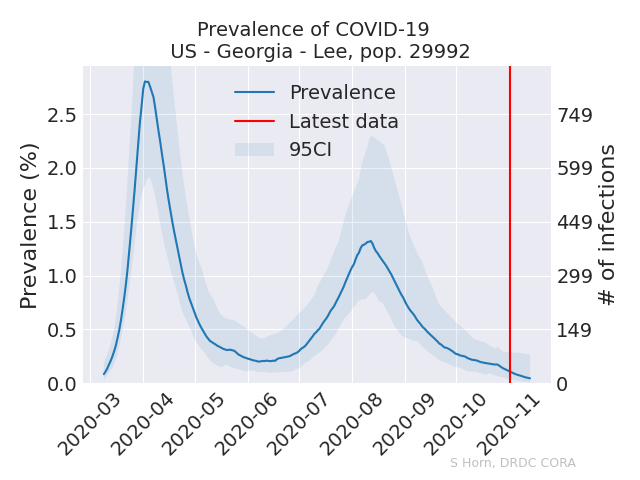 Prevalence of COVID-19
US - Georgia - Lee, pop. 29992
Prevalence
Latest data
95CI
Prevalence (%)
2.5
2.0
1.5
1.0
0.5
0.0
749
599
449
299
149
0
# of infections
2020-03
2020-04
2020-05
2020-06
2020-07
2020-08
2020-09
2020-10
2020-11
S Horn, DRDC CORA